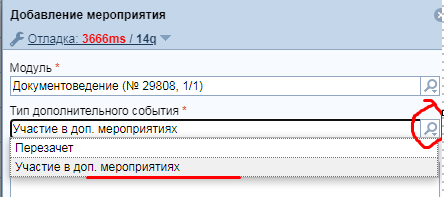 Добавление мероприятия
Отладка: 3666ms / 14q
Модуль *
Документоведение (№ 29808, 1/1)
Тип дополнительного события *
Участие в доп. мероприятиях
Перезачет
Участие в доп. мероприятиях